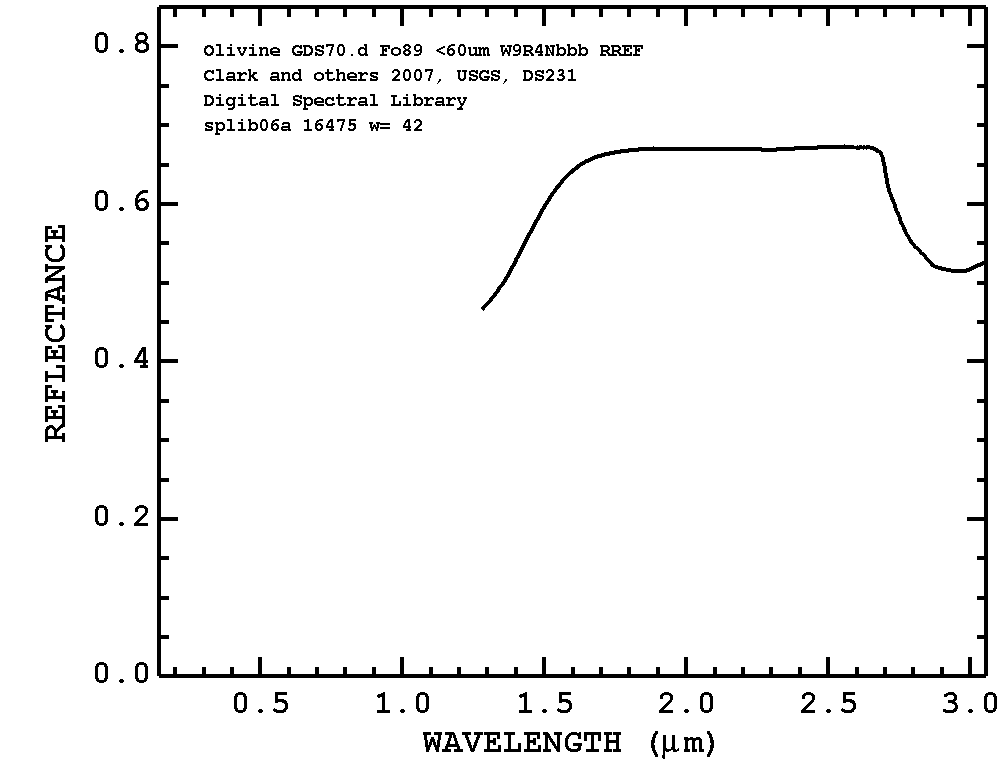 Olivine GDS70.d Fo89 <60um W9R4Nbbb RREF
Clark and others 2007, USGS, DS231
Digital Spectral Library
splib06a 16475 w= 42
0.8
0.6
0.4
0.2
0.0
REFLECTANCE
0.5 1.0 1.5 2.0 2.5 3.0
WAVELENGTH (μm)